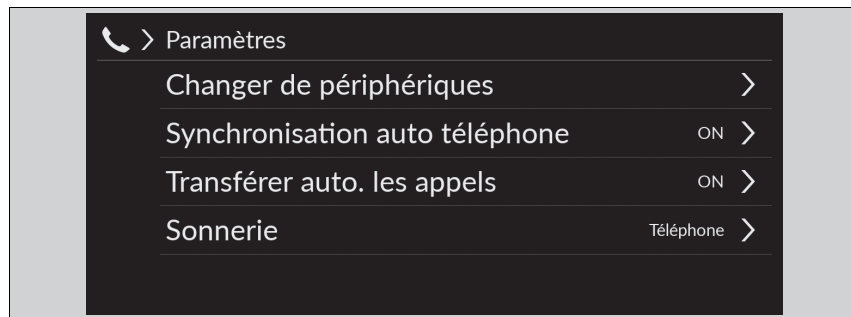 Paramètres
Changer de périphériques
Synchronisation auto téléphone ON
Transférer auto. les appels ON
Sonnerie Téléphone